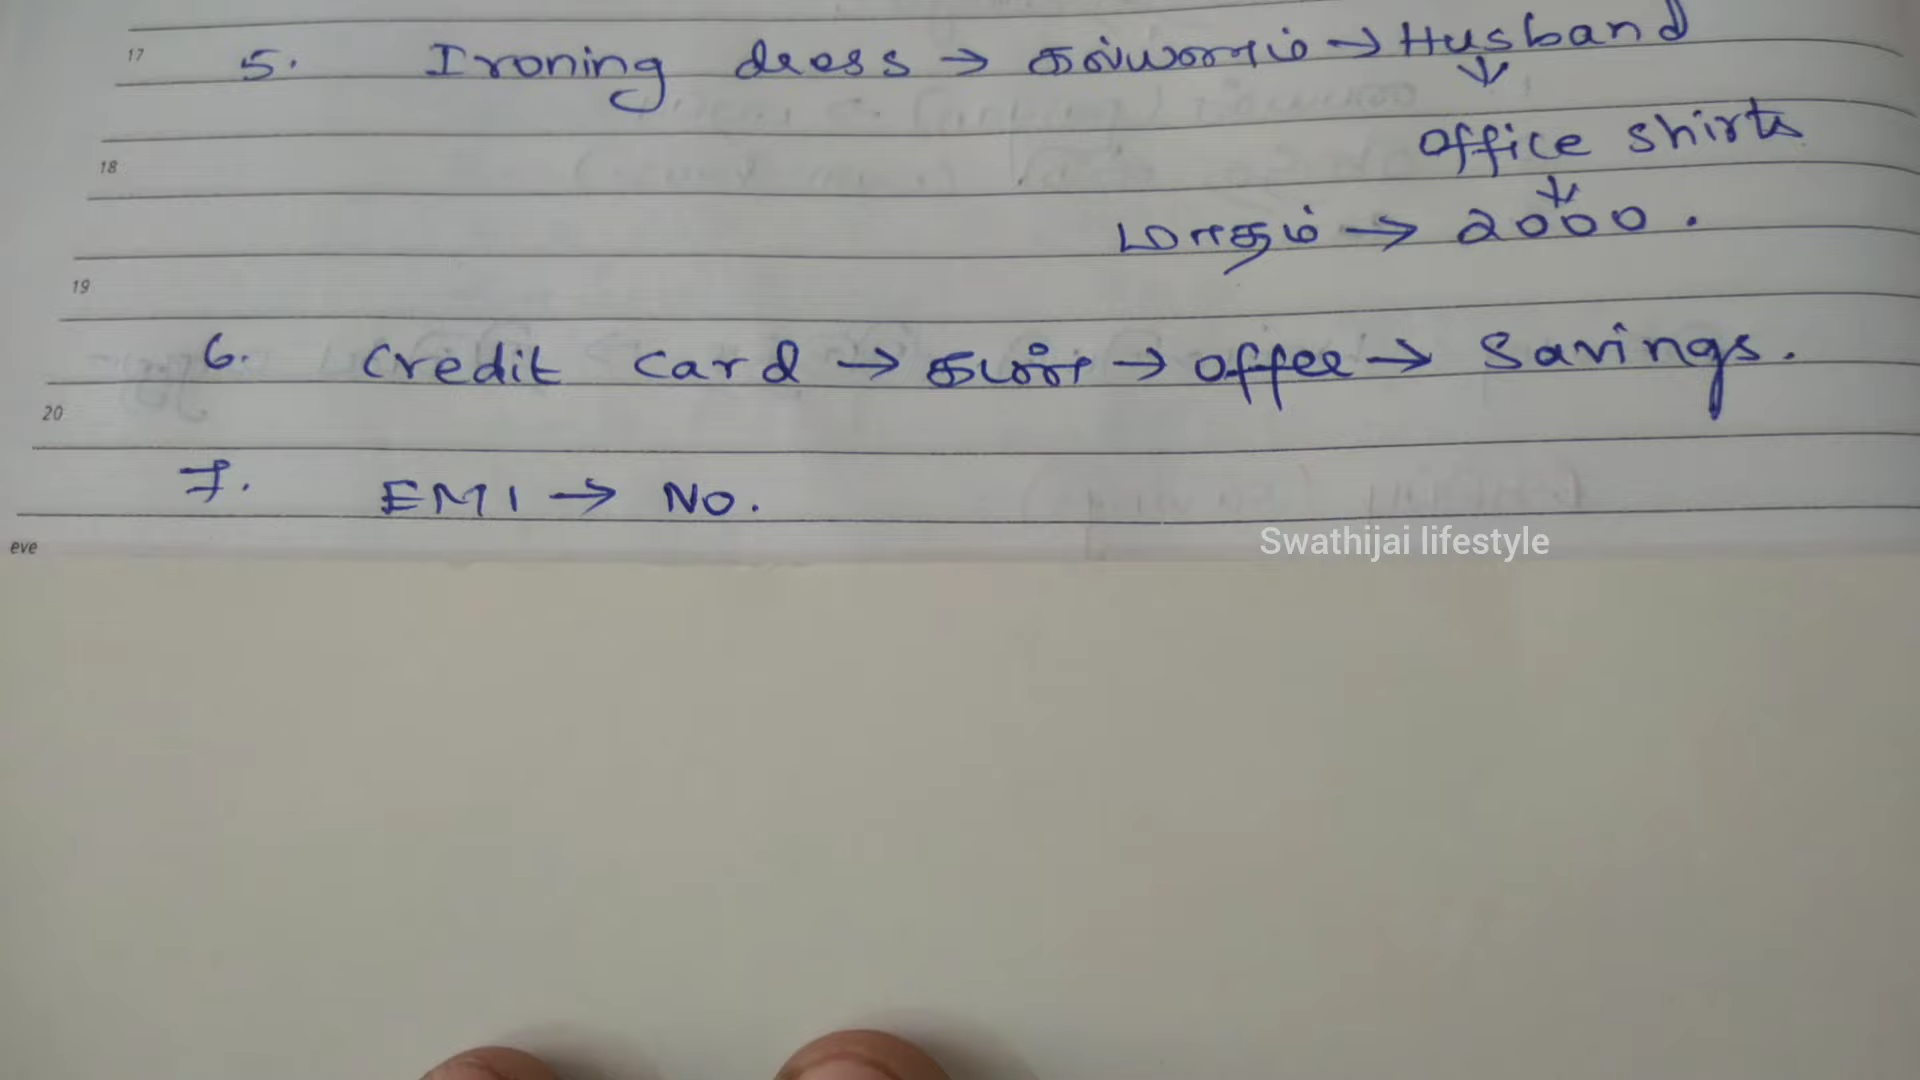 17
5. Ironing dress → கல்யாணம் → Husband
↓
18
office shirts
↓
மாதம் → 2000.
19
6. Credit card → கடன் → offer → Savings.
20
7. EMI → No.
Swathijai lifestyle
eve